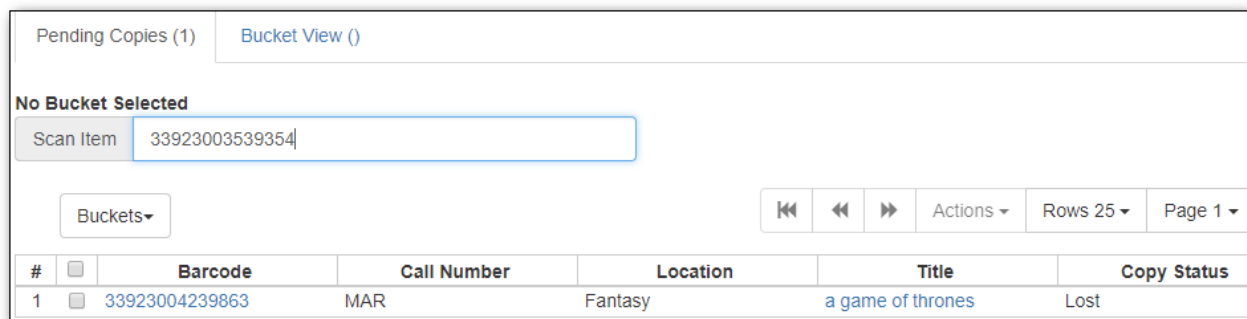 Pending Copies (1) Bucket View ()
No Bucket Selected
Scan Item 33923003539354
Buckets Actions Rows 25 Page 1
# Barcode Call Number Location Title Copy Status
1 33923004239863 MAR Fantasy a game of thrones Lost